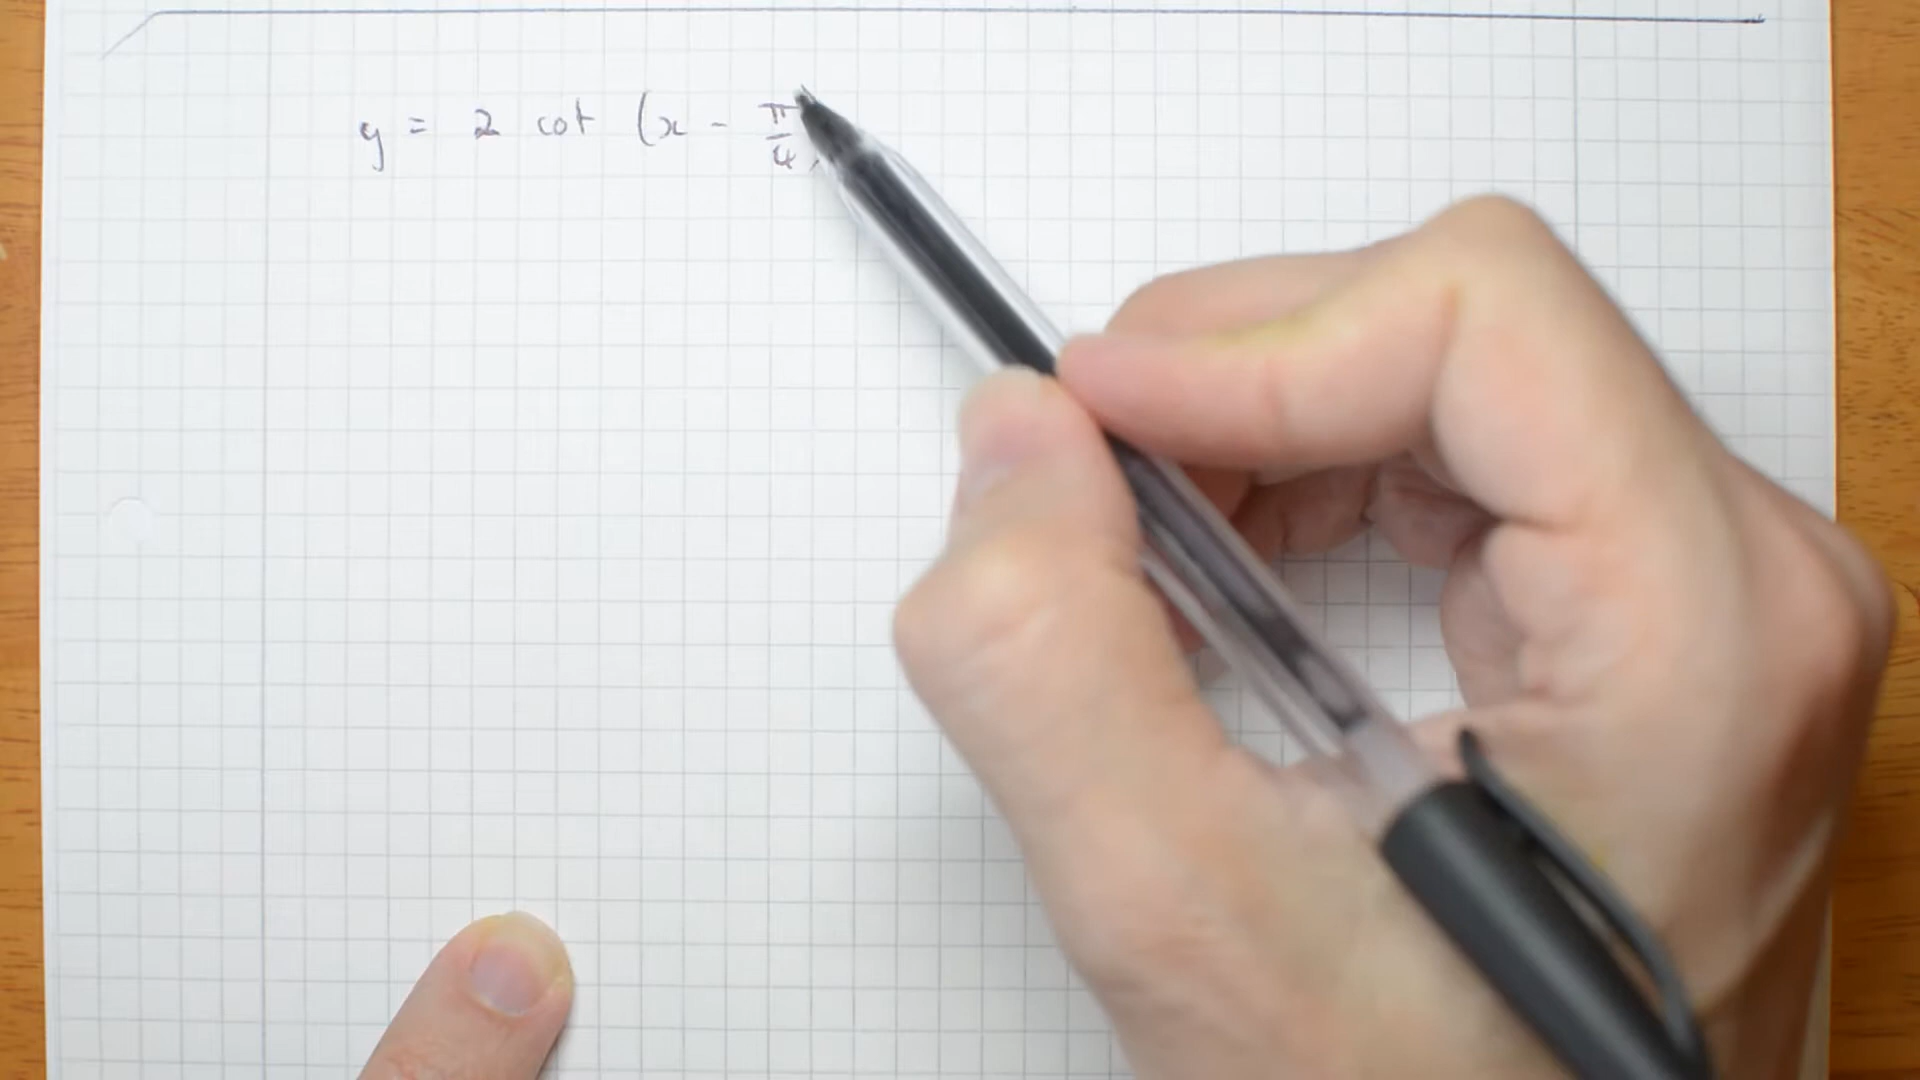 y = 2 cot (x - π/4)